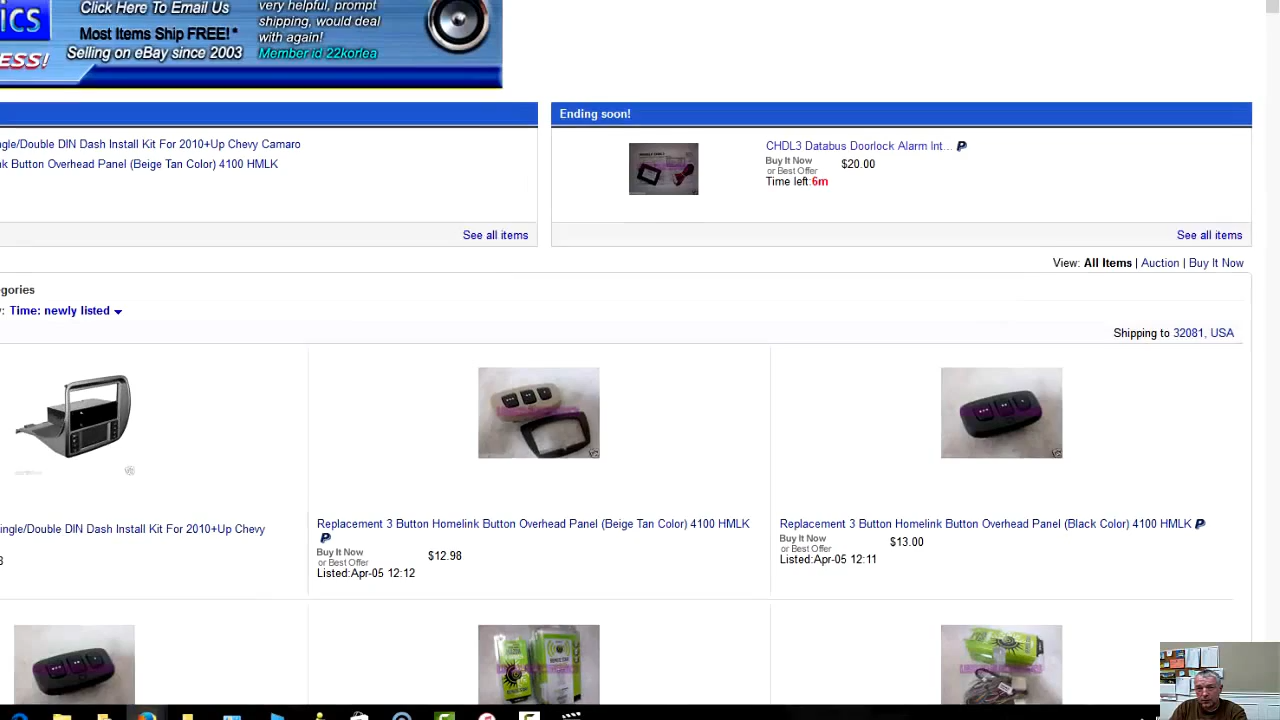 ics
Click Here To Email Us
very helpful, prompt
shipping, would deal
with again!
Most Items Ship FREE!*
Selling on eBay since 2003
Member id 22korlea
ESS!
Ending soon!
ngle/Double DIN Dash Install Kit For 2010+Up Chevy Camaro
nk Button Overhead Panel (Beige Tan Color) 4100 HMLK
CHDL3 Databus Doorlock Alarm Int...
Buy It Now
or Best Offer
$20.00
Time left:6m
See all items
See all items
View: All Items | Auction | Buy It Now
gories
Time: newly listed
Shipping to 32081, USA
ingle/Double DIN Dash Install Kit For 2010+Up Chevy
Replacement 3 Button Homelink Button Overhead Panel (Beige Tan Color) 4100 HMLK
Buy It Now
or Best Offer
$12.98
Listed:Apr-05 12:12
Replacement 3 Button Homelink Button Overhead Panel (Black Color) 4100 HMLK
Buy It Now
or Best Offer
$13.00
Listed:Apr-05 12:11